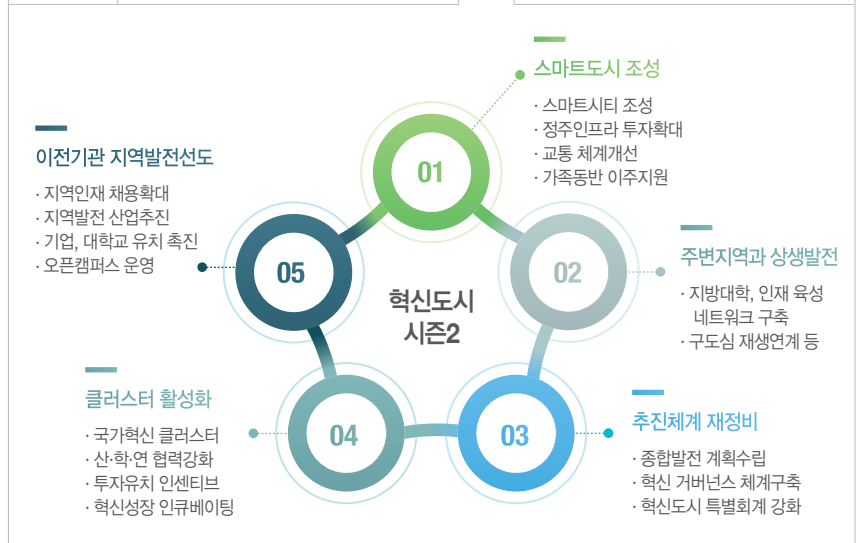 01
스마트도시 조성
· 스마트시티 조성
· 정주인프라 투자확대
· 교통 체계개선
· 가족동반 이주지원
02
주변지역과 상생발전
· 지방대학, 인재 육성
네트워크 구축
· 구도심 재생연계 등
03
추진체계 재정비
· 종합발전 계획수립
· 혁신 거버넌스 체계구축
· 혁신도시 특별회계 강화
04
클러스터 활성화
· 국가혁신 클러스터
· 산·학·연 협력강화
· 투자유치 인센티브
· 혁신성장 인큐베이팅
05
이전기관 지역발전선도
· 지역인재 채용확대
· 지역발전 산업추진
· 기업, 대학교 유치 촉진
· 오픈캠퍼스 운영
혁신도시
시즌2